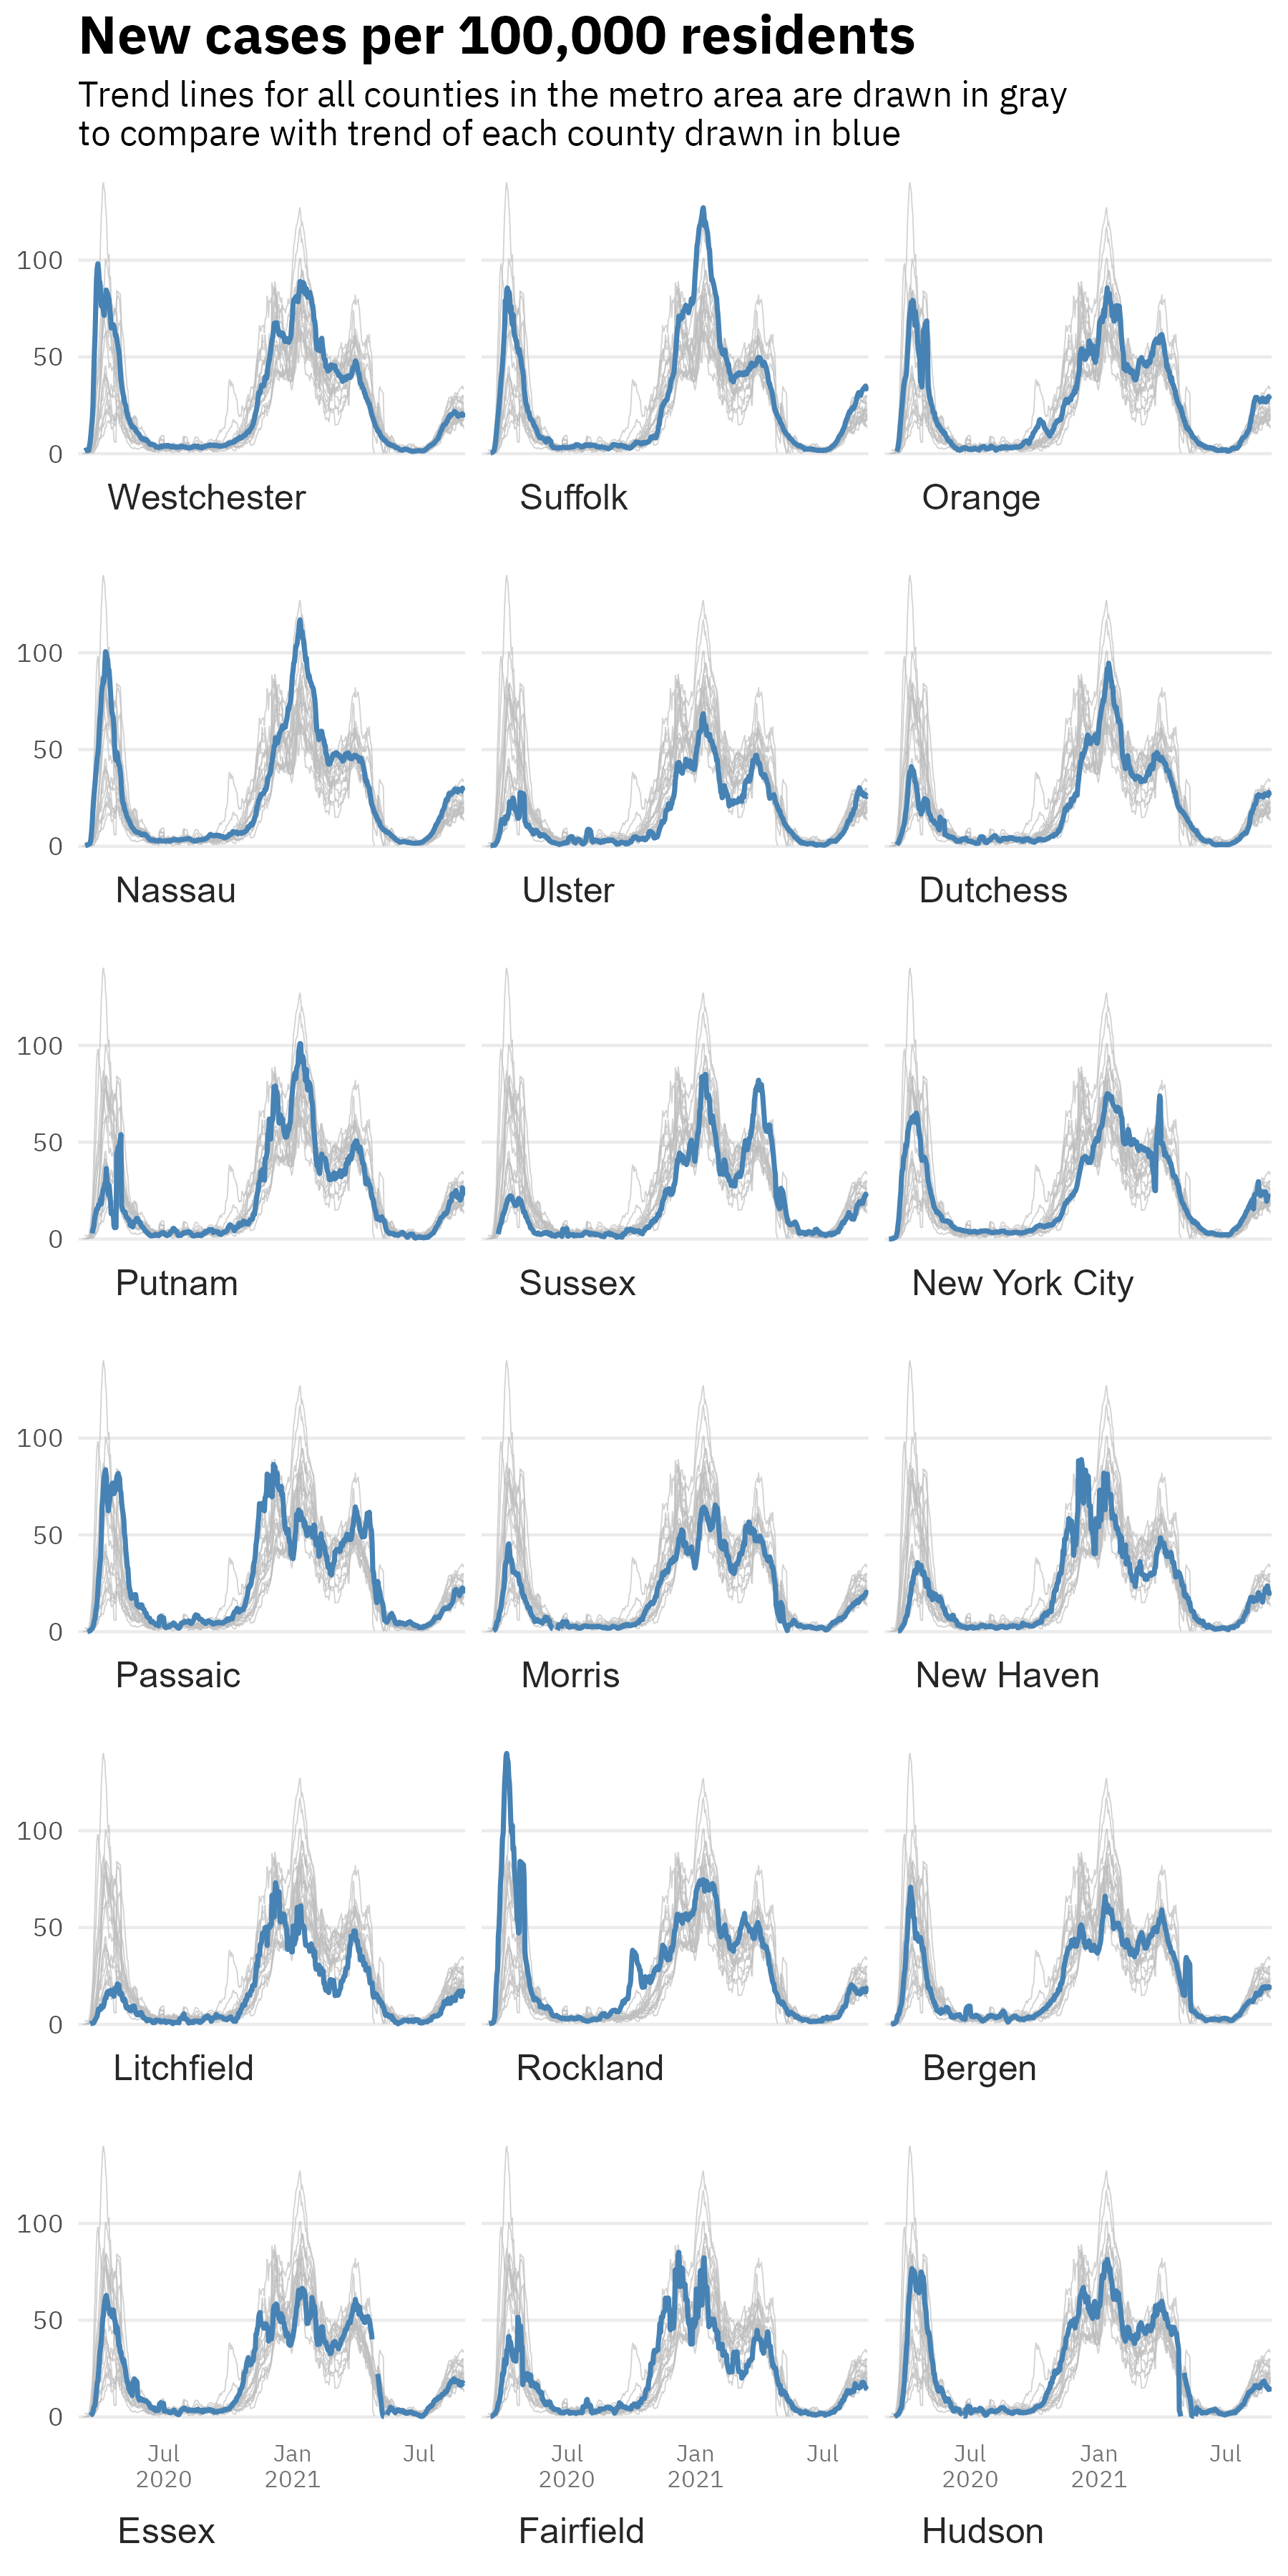 New cases per 100,000 residents
Trend lines for all counties in the metro area are drawn in gray
to compare with trend of each county drawn in blue
100
50
0
Westchester Suffolk Orange
100
50
0
Nassau Ulster Dutchess
100
50
0
Putnam Sussex New York City
100
50
0
Passaic Morris New Haven
100
50
0
Litchfield Rockland Bergen
100
50
0
Jul Jan Jul Jul Jan Jul Jul Jan Jul
2020 2021 2020 2021 2020 2021
Essex Fairfield Hudson